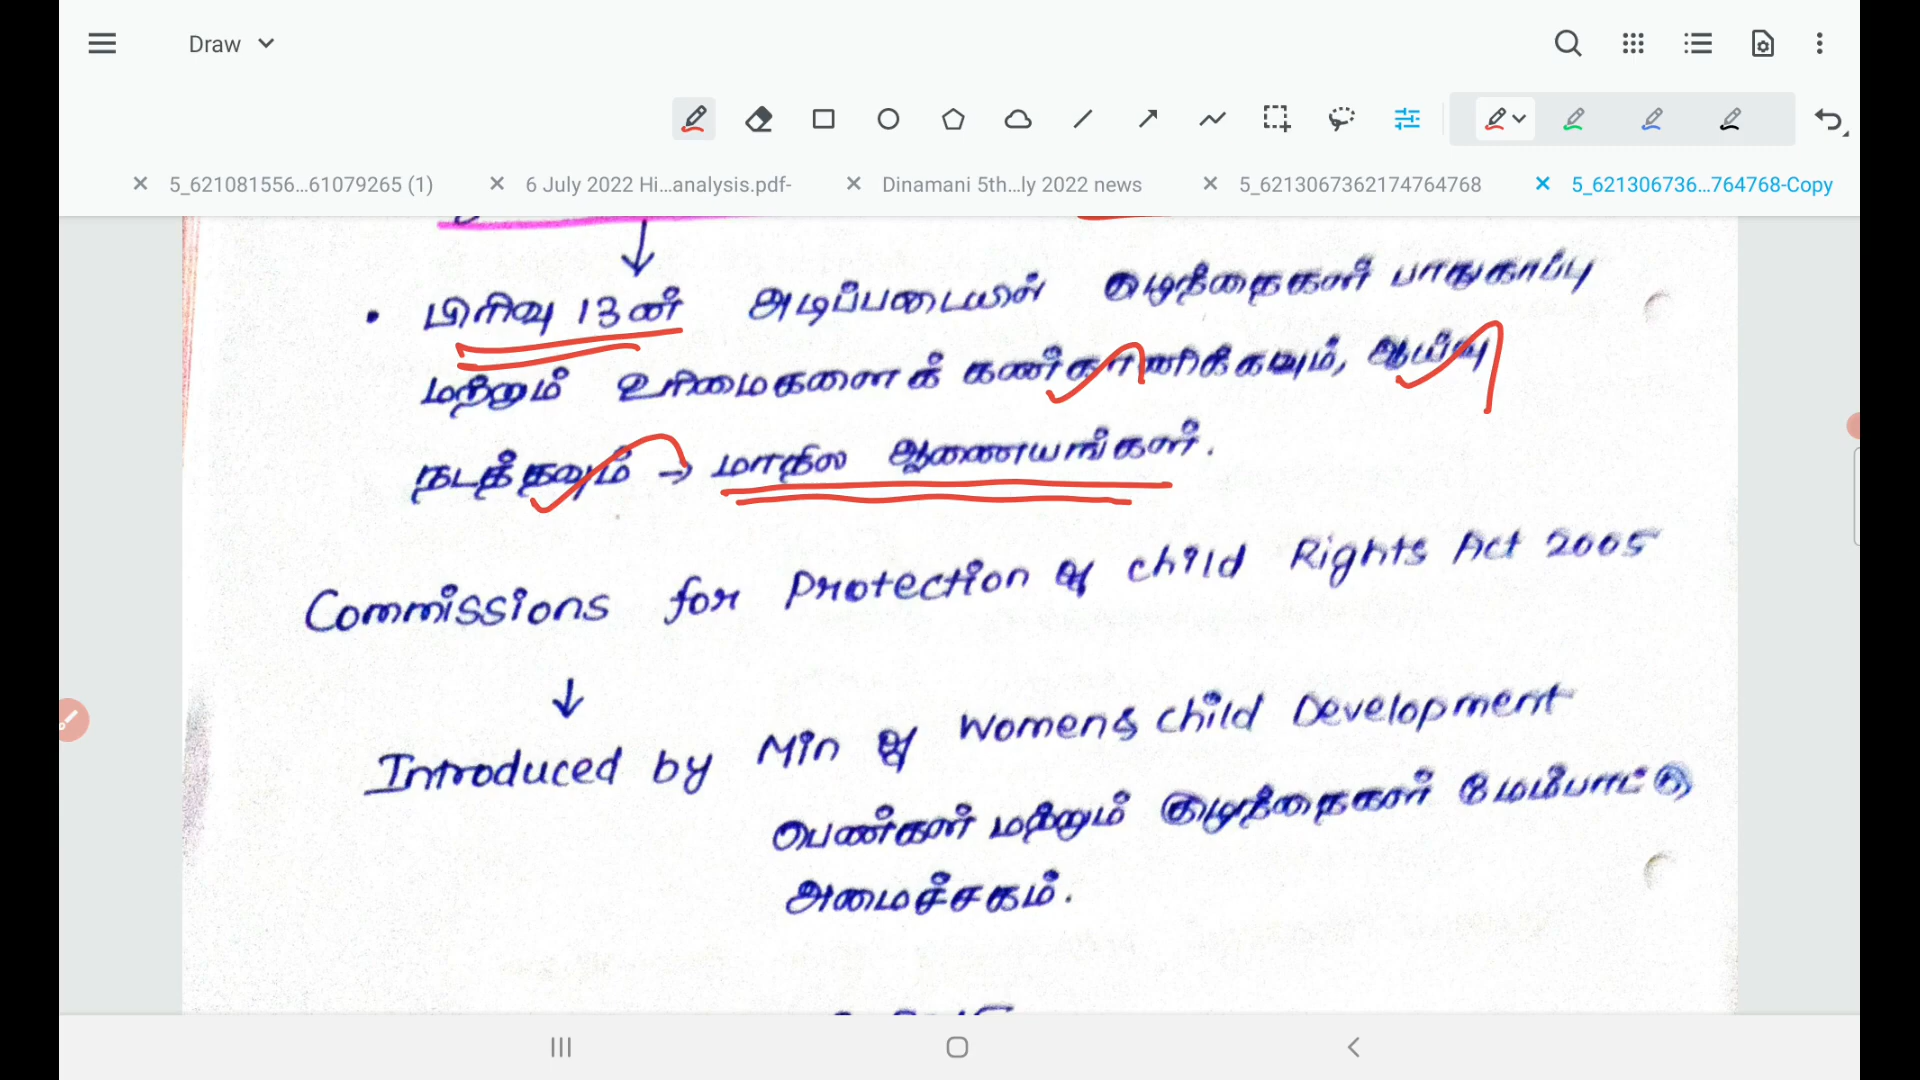 Draw
5_621081556...61079265 (1)
6 July 2022 Hi...analysis.pdf-
Dinamani 5th...ly 2022 news
5_6213067362174764768
5_621306736...764768-Copy
• பிரிவு 13ன் அடிப்படையில் குழந்தைகள் பாதுகாப்பு
மற்றும் உரிமைகளைக் கண்காணிக்கவும், ஆய்வு
நடத்தவும் → மாநில ஆணையங்கள்.
Commissions for Protection of child Rights Act 2005
↓
Introduced by Min of Women & Child Development
பெண்கள் மற்றும் குழந்தைகள் மேம்பாட்டு
அமைச்சகம்.